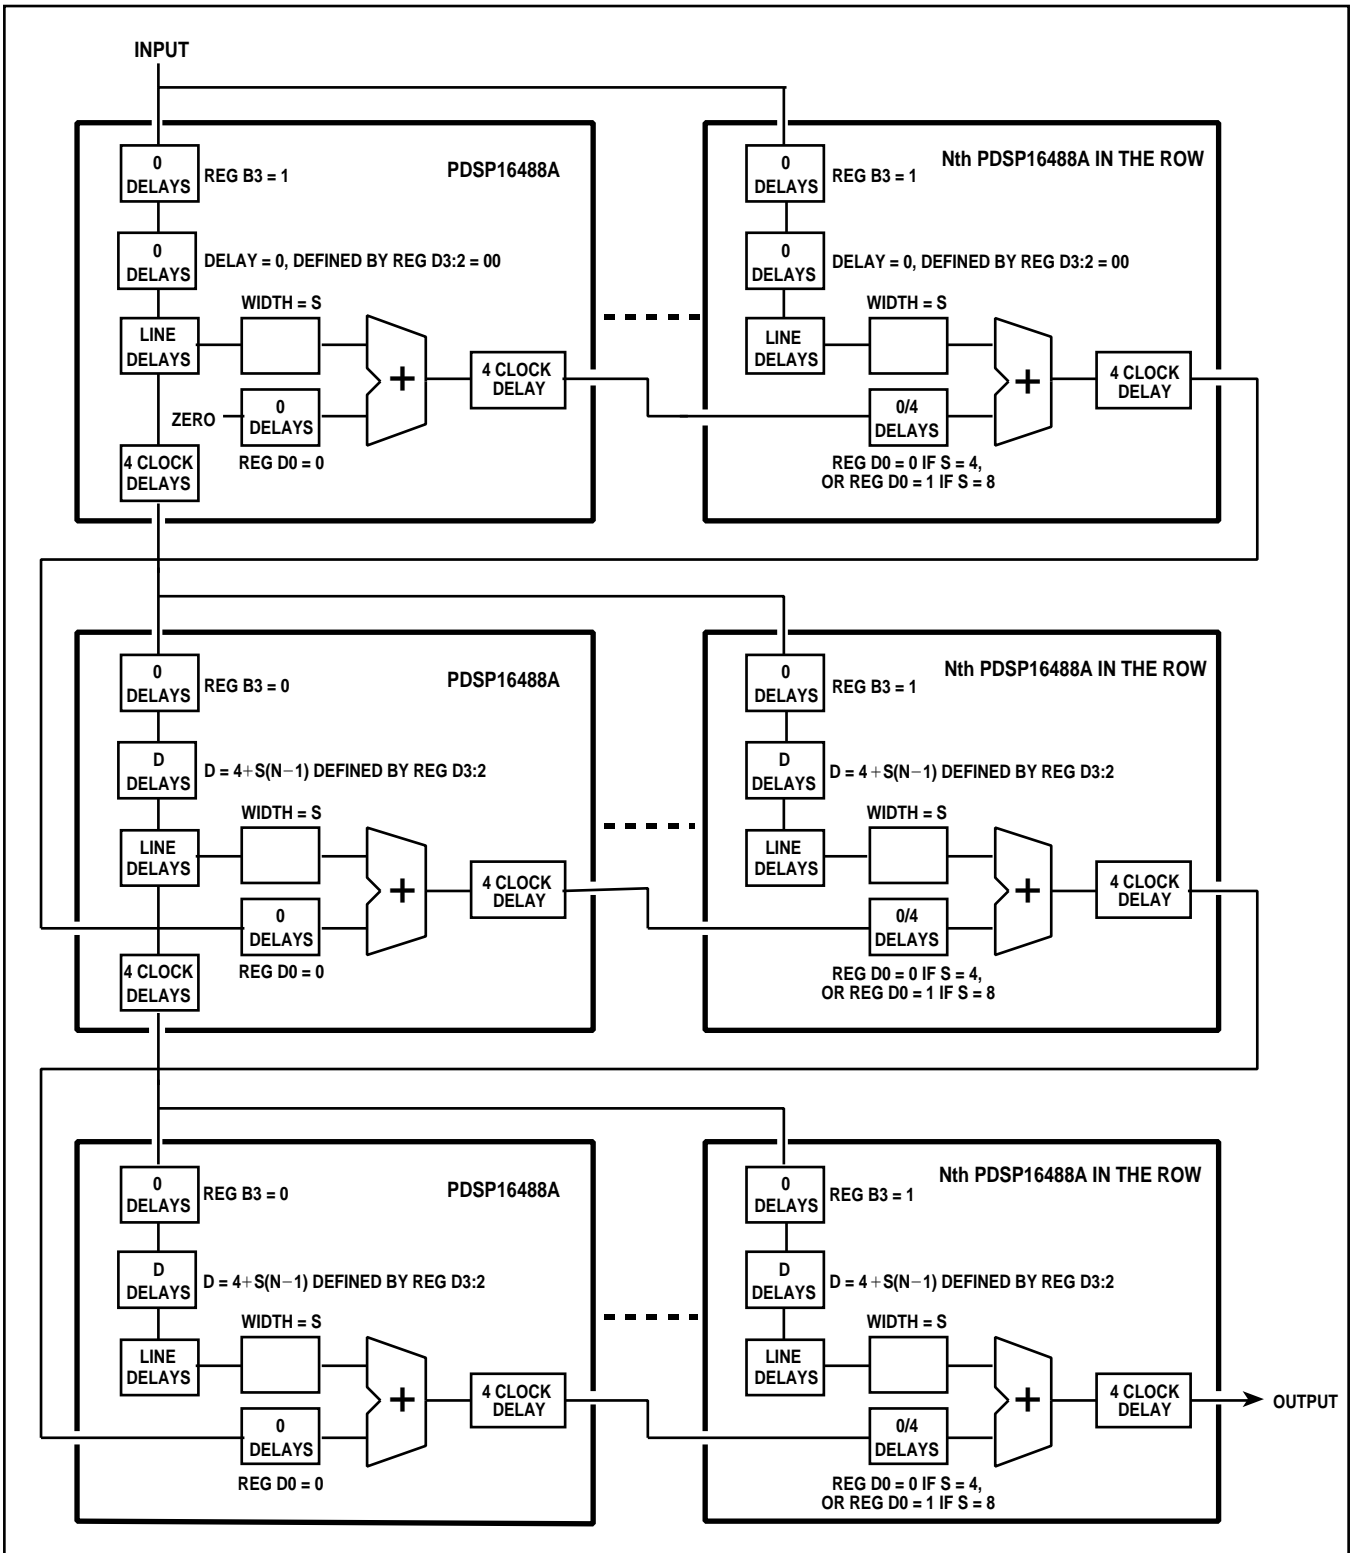 INPUT
0
DELAYS
REG B3 = 1
PDSP16488A
0
DELAYS
DELAY = 0, DEFINED BY REG D3:2 = 00
WIDTH = S
LINE
DELAYS
+
4 CLOCK
DELAY
ZERO
0
DELAYS
REG D0 = 0
4 CLOCK
DELAYS
Nth PDSP16488A IN THE ROW
0
DELAYS
REG B3 = 1
0
DELAYS
DELAY = 0, DEFINED BY REG D3:2 = 00
WIDTH = S
LINE
DELAYS
+
4 CLOCK
DELAY
0/4
DELAYS
REG D0 = 0 IF S = 4,
OR REG D0 = 1 IF S = 8
0
DELAYS
REG B3 = 0
PDSP16488A
D
DELAYS
D = 4+S(N−1) DEFINED BY REG D3:2
WIDTH = S
LINE
DELAYS
+
4 CLOCK
DELAY
0
DELAYS
REG D0 = 0
4 CLOCK
DELAYS
Nth PDSP16488A IN THE ROW
0
DELAYS
REG B3 = 1
D
DELAYS
D = 4+S(N−1) DEFINED BY REG D3:2
WIDTH = S
LINE
DELAYS
+
4 CLOCK
DELAY
0/4
DELAYS
REG D0 = 0 IF S = 4,
OR REG D0 = 1 IF S = 8
0
DELAYS
REG B3 = 0
PDSP16488A
D
DELAYS
D = 4+S(N−1) DEFINED BY REG D3:2
WIDTH = S
LINE
DELAYS
+
4 CLOCK
DELAY
0
DELAYS
REG D0 = 0
Nth PDSP16488A IN THE ROW
0
DELAYS
REG B3 = 1
D
DELAYS
D = 4+S(N−1) DEFINED BY REG D3:2
WIDTH = S
LINE
DELAYS
+
4 CLOCK
DELAY
OUTPUT
0/4
DELAYS
REG D0 = 0 IF S = 4,
OR REG D0 = 1 IF S = 8